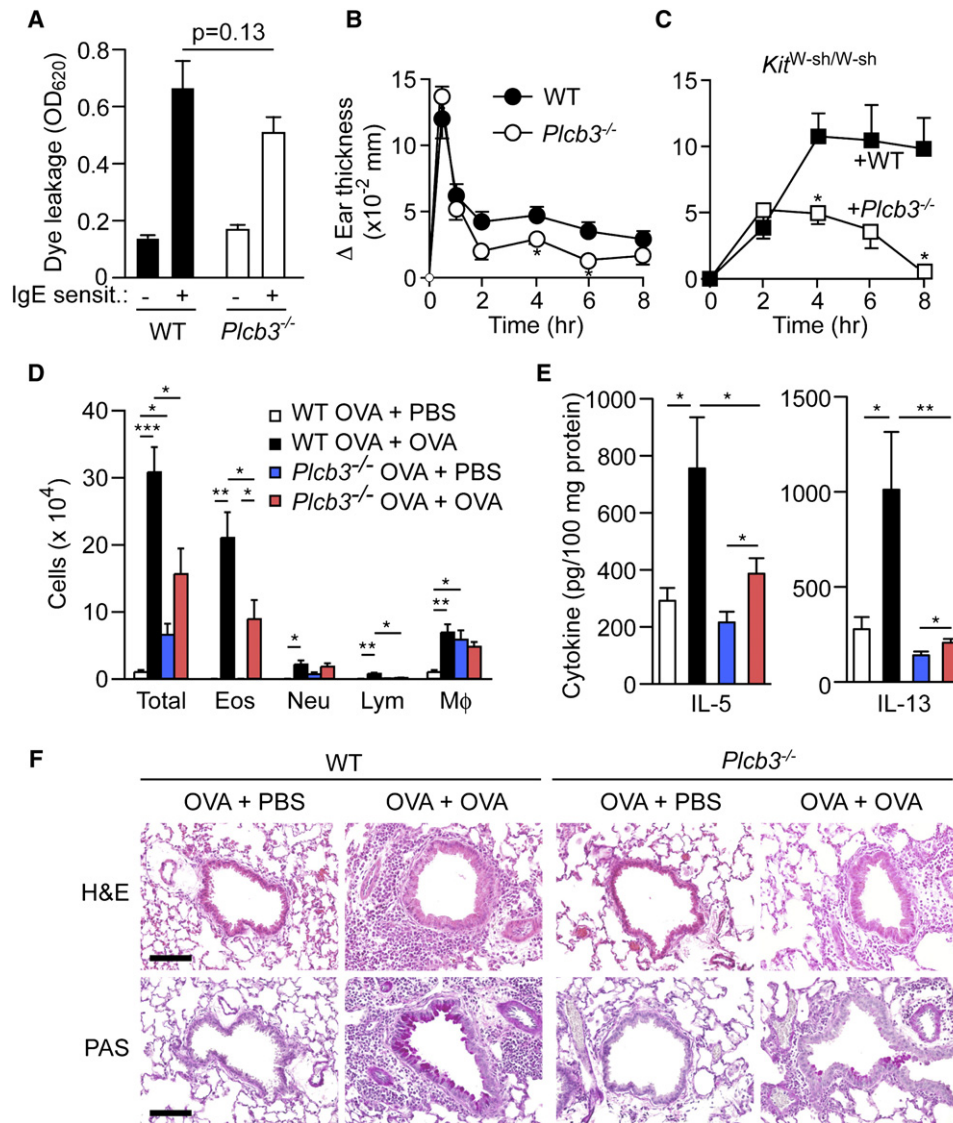 A
p=0.13
Dye leakage (OD620)
0.8
0.6
0.4
0.2
0
IgE sensit.: - + - +
WT Plcb3-/-
B
WT
Plcb3-/-
Δ Ear thickness
(x10-2 mm)
15
10
5
0
* *
0 2 4 6 8
Time (hr)
C
KitW-sh/W-sh
15
10
5
0
+WT
+Plcb3-/-
* *
0 2 4 6 8
Time (hr)
D
Cells (x 104)
40
30
20
10
0
WT OVA + PBS
WT OVA + OVA
Plcb3-/- OVA + PBS
Plcb3-/- OVA + OVA
*
*
***
*
** *
*
*
**
*
**
Total Eos Neu Lym Mϕ
E
Cytokine (pg/100 mg protein)
1000
800
600
400
200
0
* *
*
IL-5
1500
1000
500
0
* **
*
IL-13
F
WT Plcb3-/-
OVA + PBS OVA + OVA OVA + PBS OVA + OVA
H&E
PAS